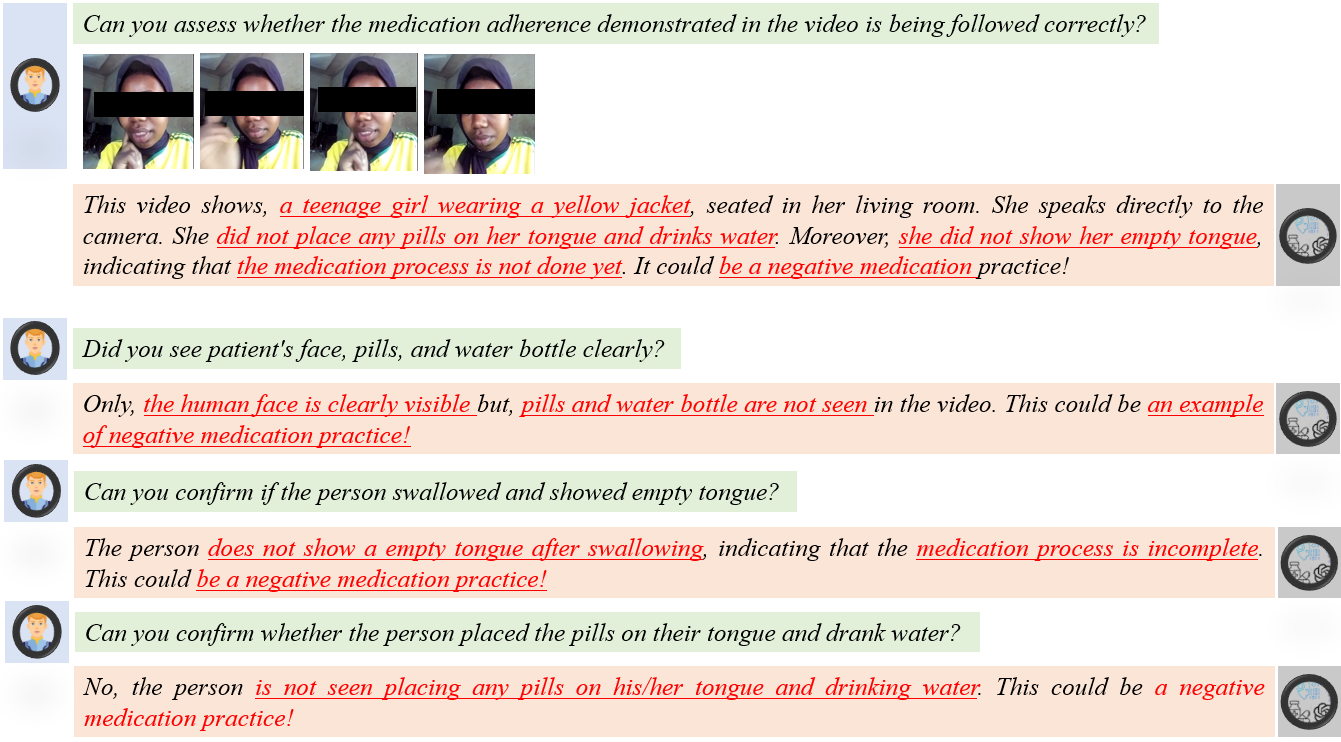 Can you assess whether the medication adherence demonstrated in the video is being followed correctly?
This video shows, a teenage girl wearing a yellow jacket, seated in her living room. She speaks directly to the
camera. She did not place any pills on her tongue and drinks water. Moreover, she did not show her empty tongue,
indicating that the medication process is not done yet. It could be a negative medication practice!
Did you see patient's face, pills, and water bottle clearly?
Only, the human face is clearly visible but, pills and water bottle are not seen in the video. This could be an example
of negative medication practice!
Can you confirm if the person swallowed and showed empty tongue?
The person does not show a empty tongue after swallowing, indicating that the medication process is incomplete.
This could be a negative medication practice!
Can you confirm whether the person placed the pills on their tongue and drank water?
No, the person is not seen placing any pills on his/her tongue and drinking water. This could be a negative
medication practice!